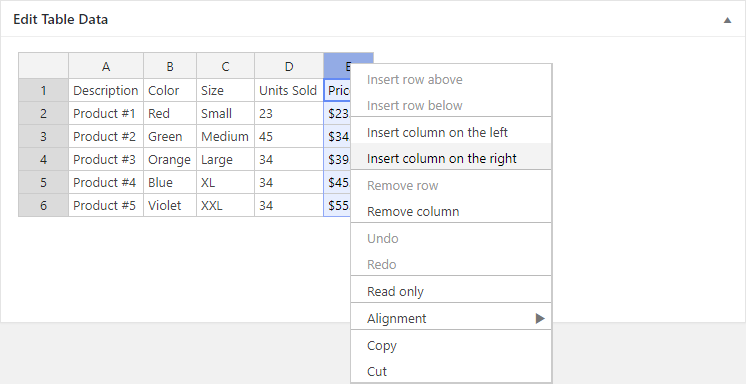 Edit Table Data
A B C D E
1 Description Color Size Units Sold Pric
2 Product #1 Red Small 23 $23
3 Product #2 Green Medium 45 $34
4 Product #3 Orange Large 34 $39
5 Product #4 Blue XL 34 $45
6 Product #5 Violet XXL 34 $55
Insert row above
Insert row below
Insert column on the left
Insert column on the right
Remove row
Remove column
Undo
Redo
Read only
Alignment
Copy
Cut